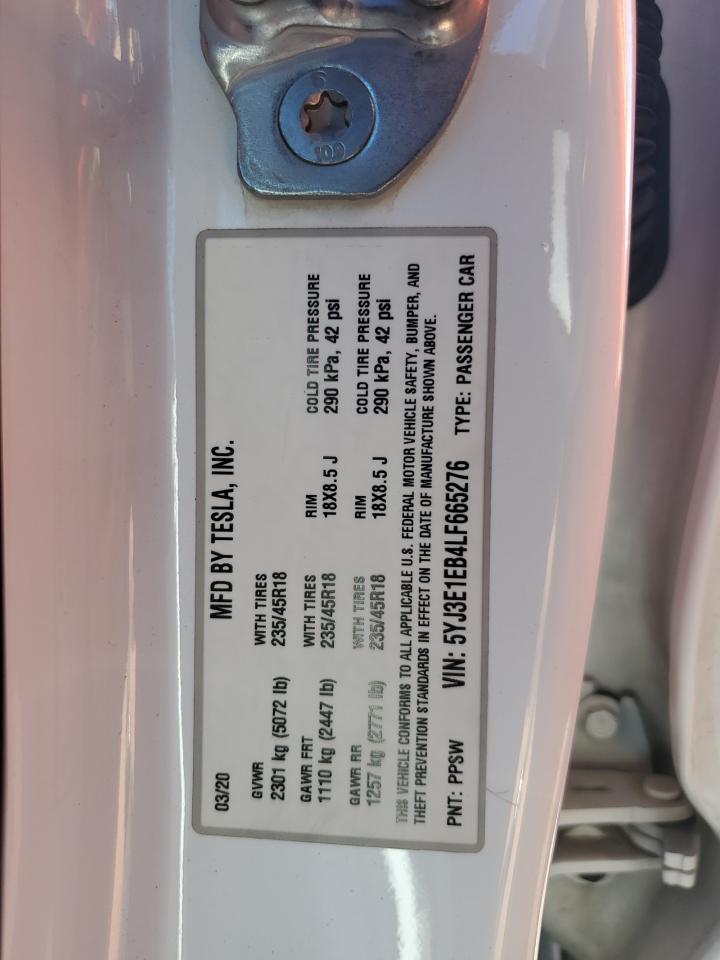 10.9
MFD BY TESLA, INC.
03/20
GVWR WITH TIRES
2301 kg (5072 lb) 235/45R18
GAWR FRT WITH TIRES RIM COLD TIRE PRESSURE
1110 kg (2447 lb) 235/45R18 18X8.5 J 290 kPa, 42 psi
GAWR RR WITH TIRES RIM COLD TIRE PRESSURE
1257 kg (2771 lb) 235/45R18 18X8.5 J 290 kPa, 42 psi
THIS VEHICLE CONFORMS TO ALL APPLICABLE U.S. FEDERAL MOTOR VEHICLE SAFETY, BUMPER, AND
THEFT PREVENTION STANDARDS IN EFFECT ON THE DATE OF MANUFACTURE SHOWN ABOVE.
PNT: PPSW VIN: 5YJ3E1EB4LF665276 TYPE: PASSENGER CAR